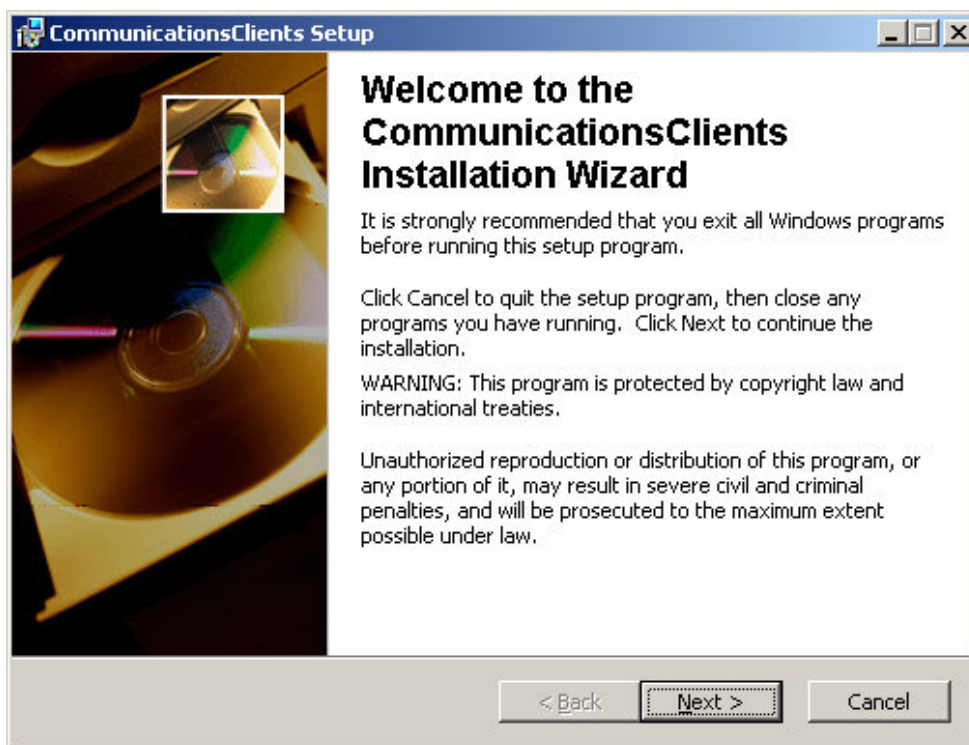 CommunicationsClients Setup
Welcome to the
CommunicationsClients
Installation Wizard
It is strongly recommended that you exit all Windows programs
before running this setup program.
Click Cancel to quit the setup program, then close any
programs you have running.  Click Next to continue the
installation.
WARNING: This program is protected by copyright law and
international treaties.
Unauthorized reproduction or distribution of this program, or
any portion of it, may result in severe civil and criminal
penalties, and will be prosecuted to the maximum extent
possible under law.
< Back
Next >
Cancel